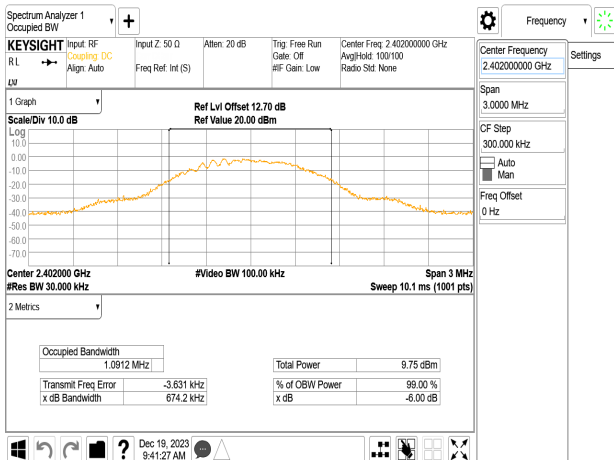 Spectrum Analyzer 1
Occupied BW
Frequency
KEYSIGHT
R L
Input: RF
Coupling: DC
Align: Auto
Input Z: 50 Ω
Freq Ref: Int (S)
Atten: 20 dB
Trig: Free Run
Gate: Off
#IF Gain: Low
Center Freq: 2.402000000 GHz
Avg|Hold: 100/100
Radio Std: None
Center Frequency
2.402000000 GHz
Settings
Span
3.0000 MHz
CF Step
300.000 kHz
Auto
Man
Freq Offset
0 Hz
1 Graph
Scale/Div 10.0 dB
Ref Lvl Offset 12.70 dB
Ref Value 20.00 dBm
Log
10.0
0.00
-10.0
-20.0
-30.0
-40.0
-50.0
-60.0
-70.0
Center 2.402000 GHz
#Video BW 100.00 kHz
Span 3 MHz
#Res BW 30.000 kHz
Sweep 10.1 ms (1001 pts)
2 Metrics
Occupied Bandwidth
1.0912 MHz
Total Power 9.75 dBm
Transmit Freq Error -3.631 kHz
% of OBW Power 99.00 %
x dB Bandwidth 674.2 kHz
x dB -6.00 dB
?
Dec 19, 2023
9:41:27 AM